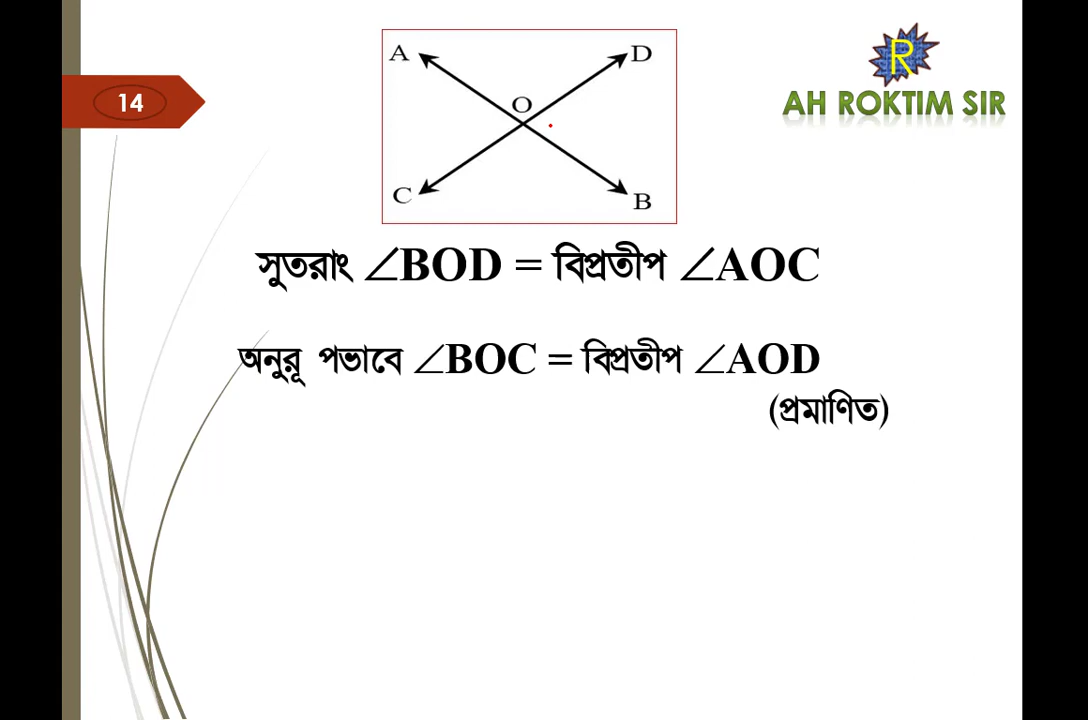 A
D
R
O
14
AH ROKTIM SIR
C
B
সুতরাং ∠BOD = বিপ্রতীপ ∠AOC
অনুরূ পভাবে ∠BOC = বিপ্রতীপ ∠AOD
(প্রমাণিত)